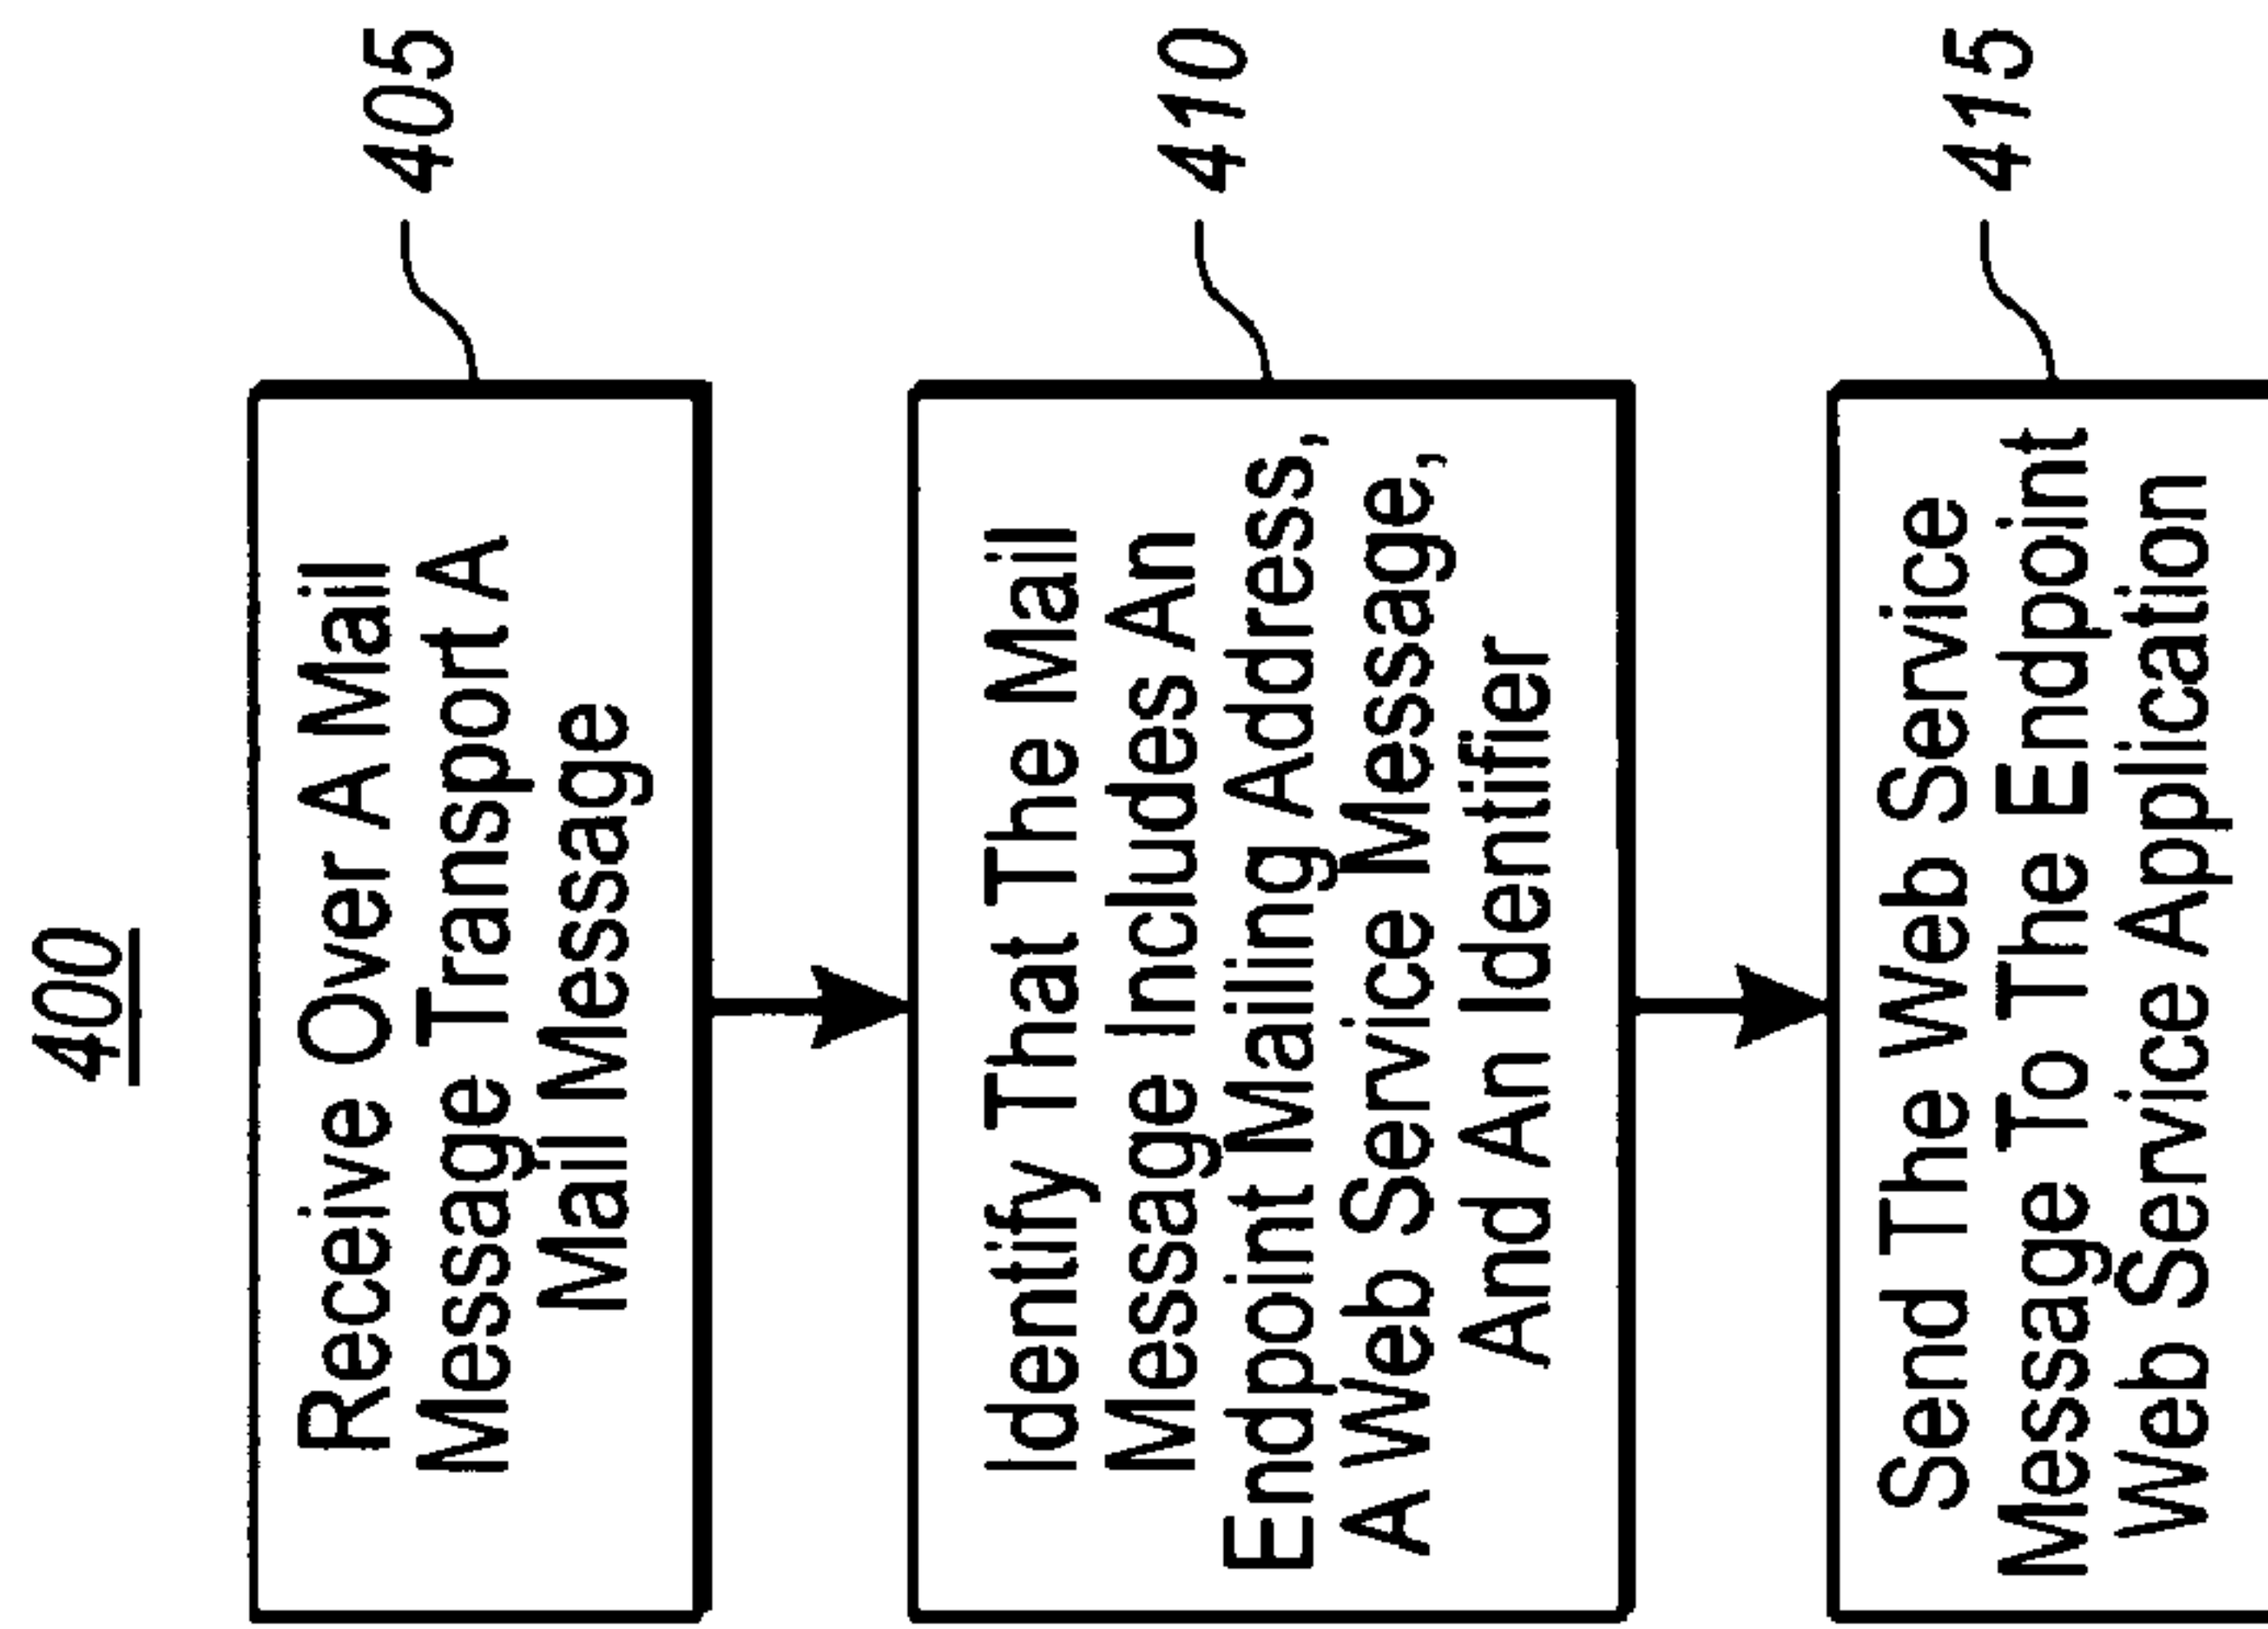 400
Receive Over A Mail
Message Transport A
Mail Message
405
Identify That The Mail
Message Includes An
Endpoint Mailing Address,
A Web Service Message,
And An Identifier
410
Send The Web Service
Message To The Endpoint
Web Service Application
415